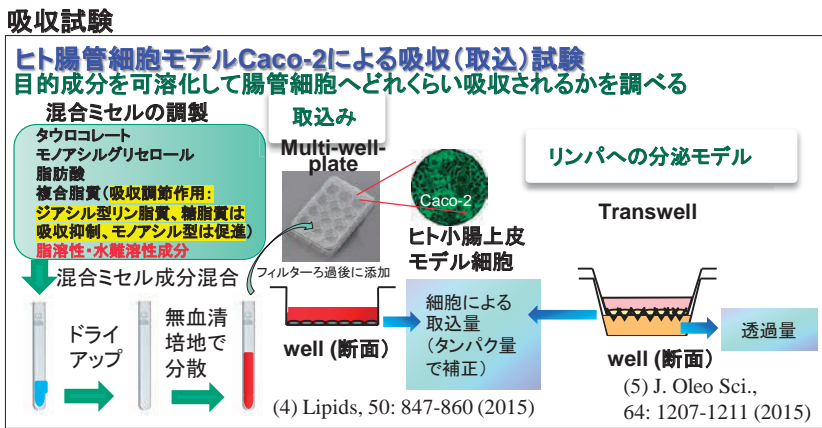 吸収試験
ヒト腸管細胞モデルCaco-2による吸収（取込）試験
目的成分を可溶化して腸管細胞へどれくらい吸収されるかを調べる
混合ミセルの調製
タウロコレート
モノアシルグリセロール
脂肪酸
複合脂質（吸収調節作用：
ジアシル型リン脂質、糖脂質は
吸収抑制、モノアシル型は促進）
脂溶性・水難溶性成分
混合ミセル成分混合
ドライ
アップ
無血清
培地で
分散
取込み
Multi-well-
plate
Caco-2
ヒト小腸上皮
モデル細胞
フィルターろ過後に添加
well (断面）
細胞による
取込量
（タンパク量
で補正）
(4) Lipids, 50: 847-860 (2015)
リンパへの分泌モデル
Transwell
well (断面）
透過量
(5) J. Oleo Sci.,
64: 1207-1211 (2015)